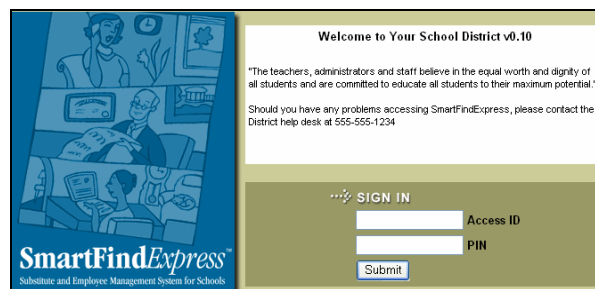 Welcome to Your School District v0.10
"The teachers, administrators and staff believe in the equal worth and dignity of
all students and are committed to educate all students to their maximum potential."
Should you have any problems accessing SmartFindExpress, please contact the
District help desk at 555-555-1234
SIGN IN
Access ID
PIN
Submit
SmartFindExpress™
Substitute and Employee Management System for Schools